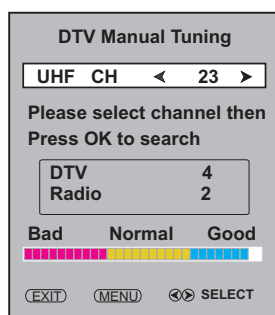 DTV Manual Tuning
UHF CH < 23 >
Please select channel then
Press OK to search
DTV 4
Radio 2
Bad Normal Good
EXIT MENU <> SELECT